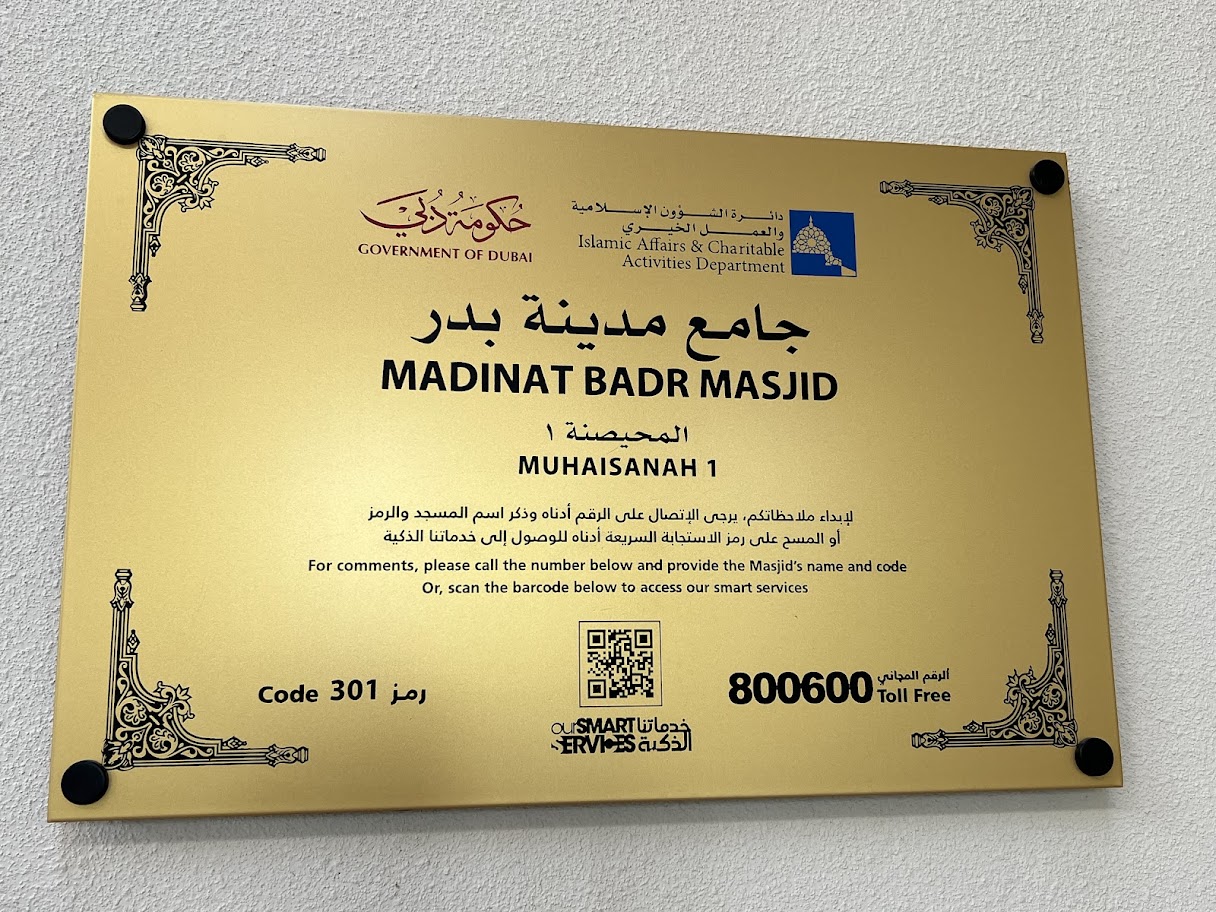 حكومة دبي
GOVERNMENT OF DUBAI
دائرة الشؤون الإسلامية
والعمل الخيري
Islamic Affairs & Charitable
Activities Department
جامع مدينة بدر
MADINAT BADR MASJID
المحيصنة ١
MUHAISANAH 1
لإبداء ملاحظاتكم، يرجى الإتصال على الرقم أدناه وذكر اسم المسجد والرمز
أو المسح على رمز الاستجابة السريعة أدناه للوصول إلى خدماتنا الذكية
For comments, please call the number below and provide the Masjid's name and code
Or, scan the barcode below to access our smart services
Code 301 رمز
ourSMART خدماتنا
SERVICES الذكية
800600
الرقم المجاني
Toll Free